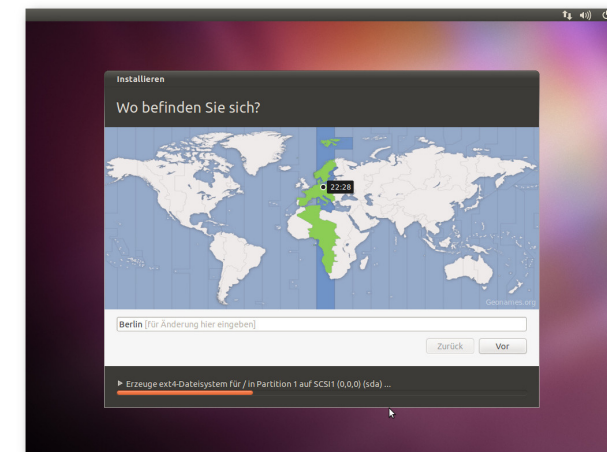 Installieren
Wo befinden Sie sich?
22:28
Geonames.org
Berlin [für Änderung hier eingeben]
Zurück
Vor
Erzeuge ext4-Dateisystem für / in Partition 1 auf SCSI1 (0,0,0) (sda) ...